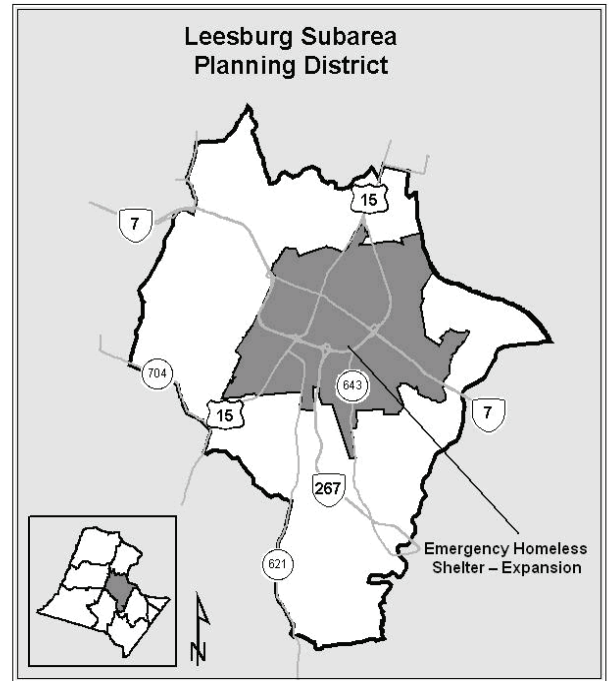 Leesburg Subarea
Planning District
15
7
704
643
15
7
267
621
Emergency Homeless
Shelter – Expansion
N